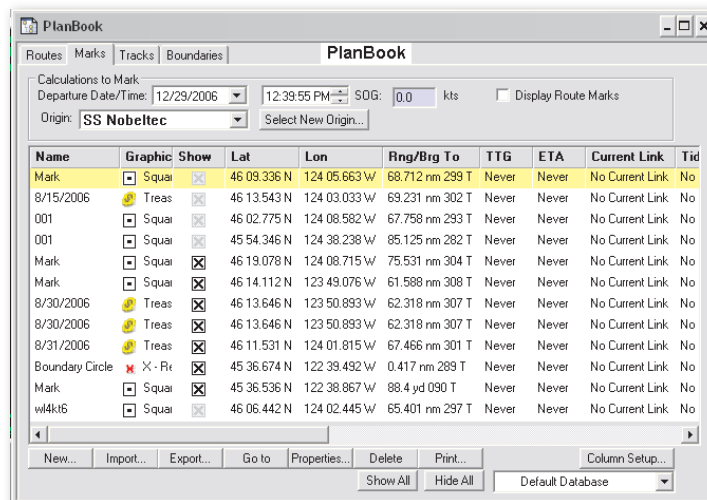 PlanBook
Routes Marks Tracks Boundaries PlanBook
Calculations to Mark
Departure Date/Time: 12/29/2006 12:39:55 PM SOG: 0.0 kts Display Route Marks
Origin: SS Nobeltec Select New Origin...
Name Graphic Show Lat Lon Rng/Brg To TTG ETA Current Link Tid
Mark Squar 46 09.336 N 124 05.663 W 68.712 nm 299 T Never Never No Current Link No
8/15/2006 Treas 46 13.543 N 124 03.033 W 69.231 nm 302 T Never Never No Current Link No
001 Squar 46 02.775 N 124 08.582 W 67.758 nm 293 T Never Never No Current Link No
001 Squar 45 54.346 N 124 38.238 W 85.125 nm 282 T Never Never No Current Link No
Mark Squar 46 19.078 N 124 08.715 W 75.531 nm 304 T Never Never No Current Link No
Mark Squar 46 14.112 N 123 49.076 W 61.588 nm 308 T Never Never No Current Link No
8/30/2006 Treas 46 13.646 N 123 50.893 W 62.318 nm 307 T Never Never No Current Link No
8/30/2006 Treas 46 13.646 N 123 50.893 W 62.318 nm 307 T Never Never No Current Link No
8/31/2006 Treas 46 11.531 N 124 01.815 W 67.466 nm 301 T Never Never No Current Link No
Boundary Circle X - Re 45 36.674 N 122 39.492 W 0.417 nm 289 T Never Never No Current Link No
Mark Squar 45 36.536 N 122 38.867 W 88.4 yd 090 T Never Never No Current Link No
wl4kt6 Squar 46 06.442 N 124 02.445 W 65.401 nm 297 T Never Never No Current Link No
New... Import... Export... Go to Properties... Delete Print... Column Setup...
Show All Hide All Default Database